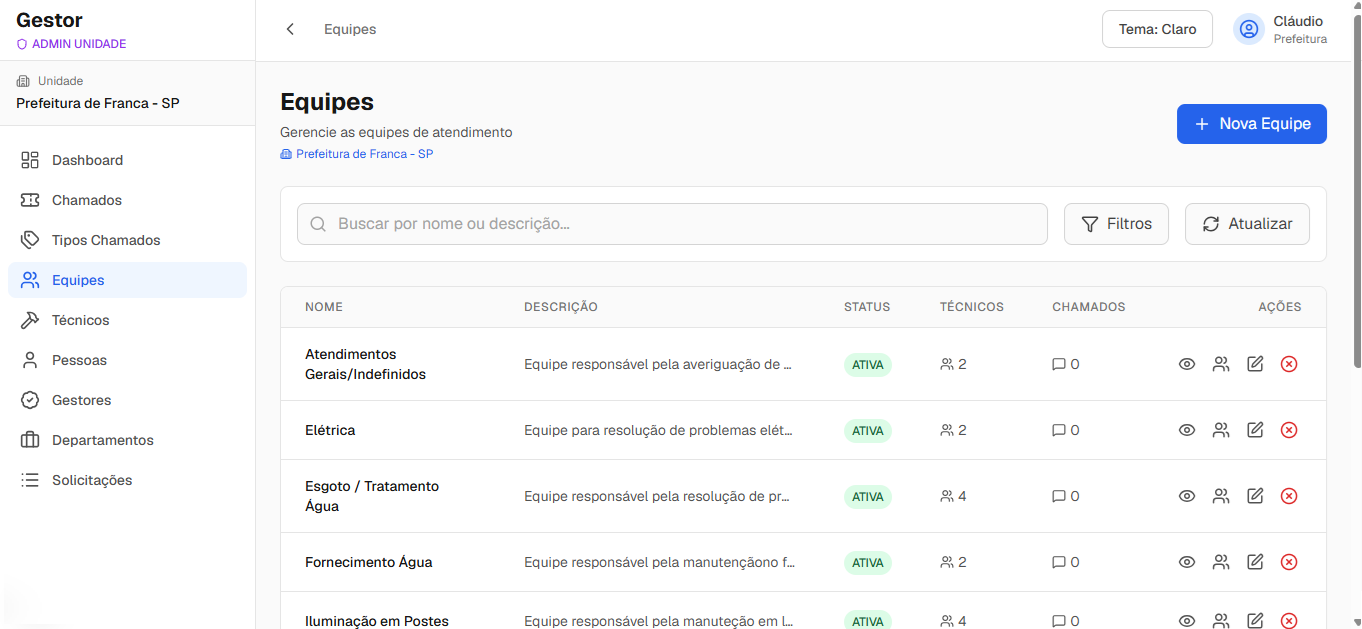 Gestor
ADMIN UNIDADE
Unidade
Prefeitura de Franca - SP
Dashboard
Chamados
Tipos Chamados
Equipes
Técnicos
Pessoas
Gestores
Departamentos
Solicitações
Equipes
Tema: Claro
Cláudio
Prefeitura
Equipes
Gerencie as equipes de atendimento
Prefeitura de Franca - SP
Nova Equipe
Buscar por nome ou descrição...
Filtros
Atualizar
NOME DESCRIÇÃO STATUS TÉCNICOS CHAMADOS AÇÕES
Atendimentos
Gerais/Indefinidos
Equipe responsável pela averiguação de ... ATIVA 2 0
Elétrica Equipe para resolução de problemas elét... ATIVA 2 0
Esgoto / Tratamento
Água
Equipe responsável pela resolução de pr... ATIVA 4 0
Fornecimento Água Equipe responsável pela manutençãono f... ATIVA 2 0
Iluminação em Postes Equipe responsável pela manuteção em l... ATIVA 4 0